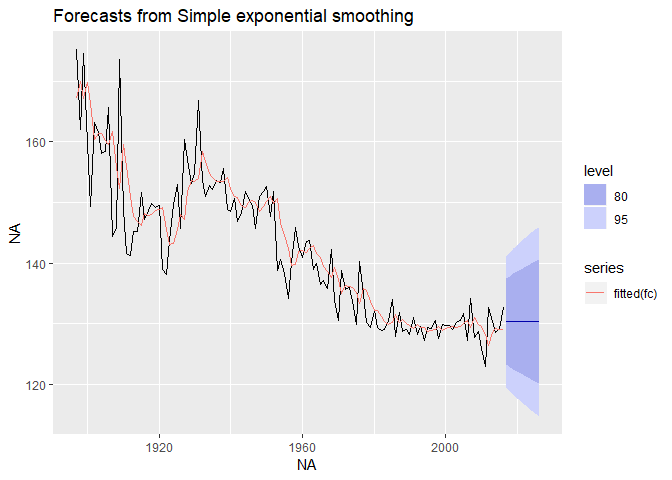 Forecasts from Simple exponential smoothing
160
140
120
NA
1920
1960
2000
NA
level
80
95
series
fitted(fc)